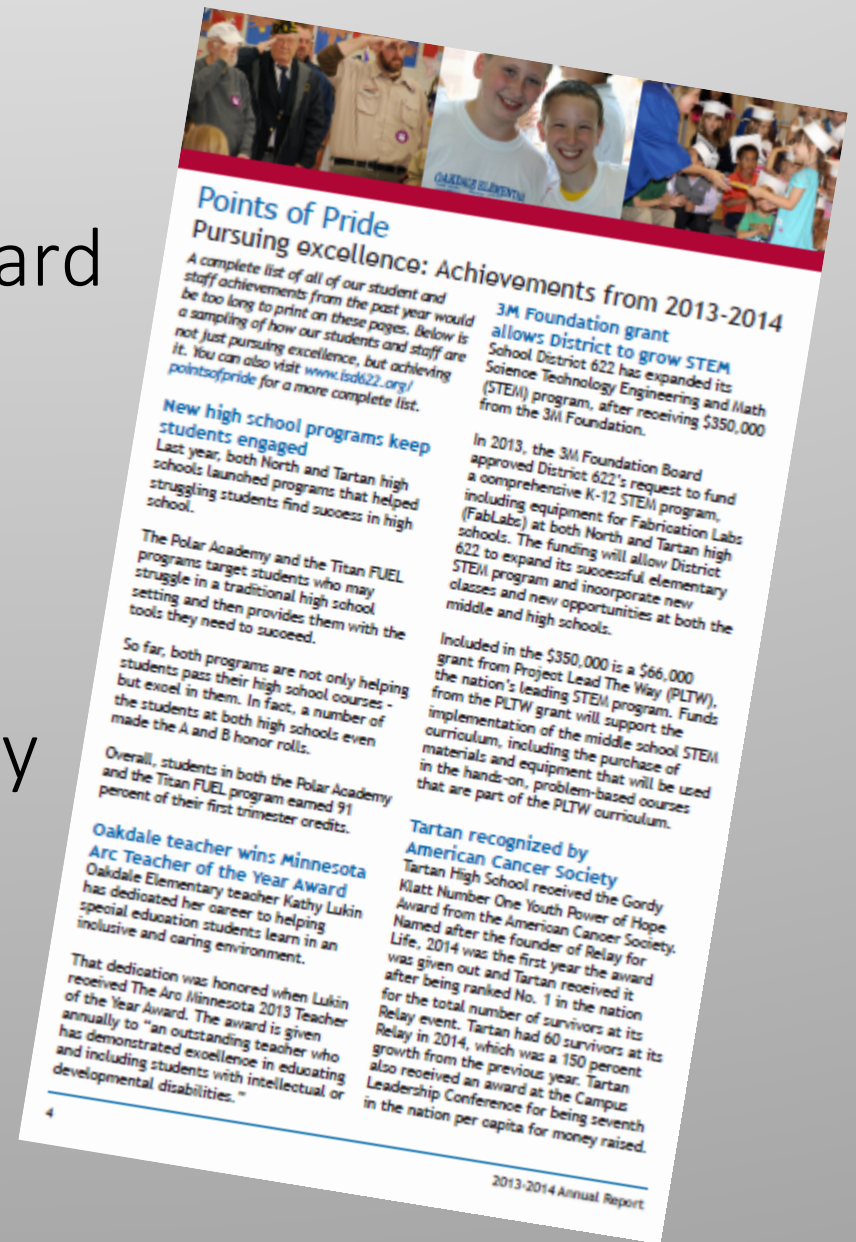 ard
y
OAKDALE ELEMENTARY
Points of Pride
Pursuing excellence: Achievements from 2013-2014
A complete list of all of our student and
staff achievements from the past year would
be too long to print on these pages. Below is
a sampling of how our students and staff are
not just pursuing excellence, but achieving
it. You can also visit www.isd622.org/
pointsofpride for a more complete list.
New high school programs keep
students engaged
Last year, both North and Tartan high
schools launched programs that helped
struggling students find success in high
school.
The Polar Academy and the Titan FUEL
programs target students who may
struggle in a traditional high school
setting and then provides them with the
tools they need to succeed.
So far, both programs are not only helping
students pass their high school courses -
but excel in them. In fact, a number of
the students at both high schools even
made the A and B honor rolls.
Overall, students in both the Polar Academy
and the Titan FUEL program earned 91
percent of their first trimester credits.
Oakdale teacher wins Minnesota
Arc Teacher of the Year Award
Oakdale Elementary teacher Kathy Lukin
has dedicated her career to helping
special education students learn in an
inclusive and caring environment.
That dedication was honored when Lukin
received The Arc Minnesota 2013 Teacher
of the Year Award. The award is given
annually to "an outstanding teacher who
has demonstrated excellence in educating
and including students with intellectual or
developmental disabilities."
3M Foundation grant
allows District to grow STEM
School District 622 has expanded its
Science Technology Engineering and Math
(STEM) program, after receiving $350,000
from the 3M Foundation.
In 2013, the 3M Foundation Board
approved District 622's request to fund
a comprehensive K-12 STEM program,
including equipment for Fabrication Labs
(FabLabs) at both North and Tartan high
schools. The funding will allow District
622 to expand its successful elementary
STEM program and incorporate new
classes and new opportunities at both the
middle and high schools.
Included in the $350,000 is a $66,000
grant from Project Lead The Way (PLTW),
the nation's leading STEM program. Funds
from the PLTW grant will support the
implementation of the middle school STEM
curriculum, including the purchase of
materials and equipment that will be used
in the hands-on, problem-based courses
that are part of the PLTW curriculum.
Tartan recognized by
American Cancer Society
Tartan High School received the Gordy
Klatt Number One Youth Power of Hope
Award from the American Cancer Society.
Named after the founder of Relay for
Life, 2014 was the first year the award
was given out and Tartan received it
after being ranked No. 1 in the nation
for the total number of survivors at its
Relay event. Tartan had 60 survivors at its
Relay in 2014, which was a 150 percent
growth from the previous year. Tartan
also received an award at the Campus
Leadership Conference for being seventh
in the nation per capita for money raised.
4
2013-2014 Annual Report